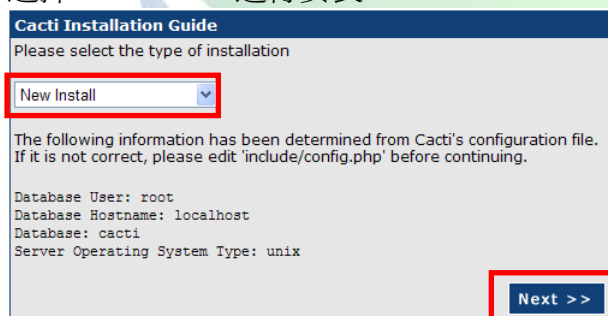 Cacti Installation Guide
Please select the type of installation
New Install
The following information has been determined from Cacti's configuration file.
If it is not correct, please edit 'include/config.php' before continuing.
Database User: root
Database Hostname: localhost
Database: cacti
Server Operating System Type: unix
Next >>